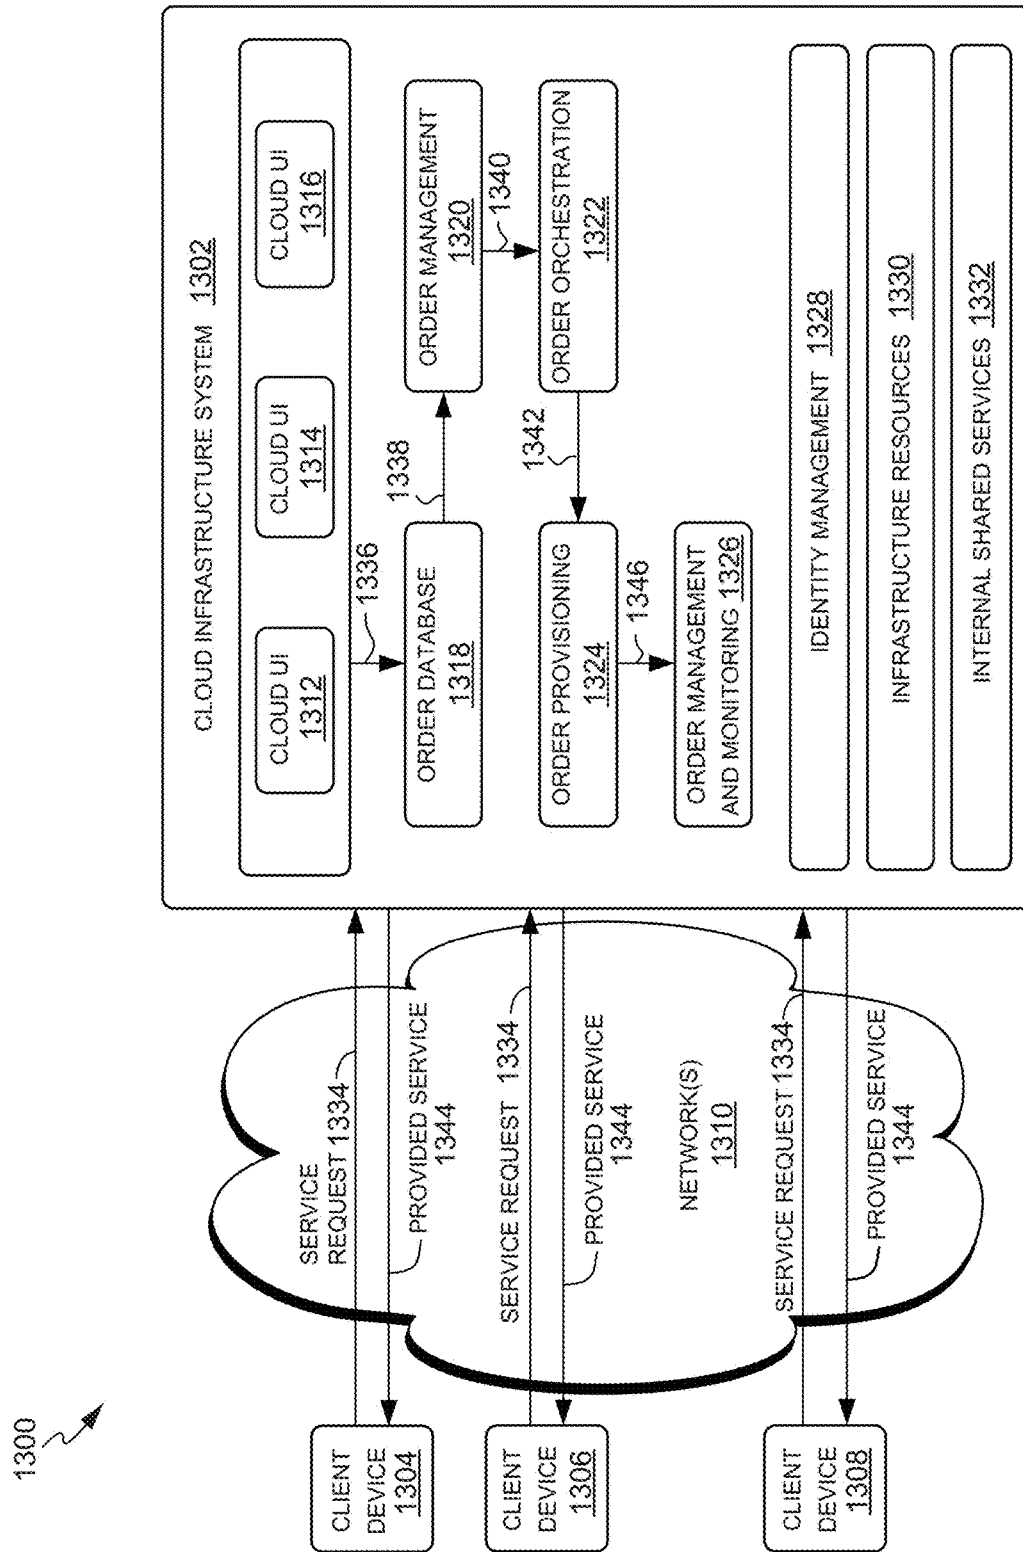 1300
CLOUD INFRASTRUCTURE SYSTEM 1302
CLOUD UI
1312
CLOUD UI
1314
CLOUD UI
1316
1336
ORDER DATABASE
1318
1338
ORDER MANAGEMENT
1320
1340
ORDER PROVISIONING
1324
1342
ORDER ORCHESTRATION
1322
1346
ORDER MANAGEMENT
AND MONITORING 1326
IDENTITY MANAGEMENT 1328
INFRASTRUCTURE RESOURCES 1330
INTERNAL SHARED SERVICES 1332
CLIENT
DEVICE
1304
SERVICE
REQUEST 1334
PROVIDED SERVICE
1344
CLIENT
DEVICE
1306
SERVICE REQUEST 1334
PROVIDED SERVICE
1344
NETWORK(S)
1310
CLIENT
DEVICE
1308
SERVICE REQUEST 1334
PROVIDED SERVICE
1344